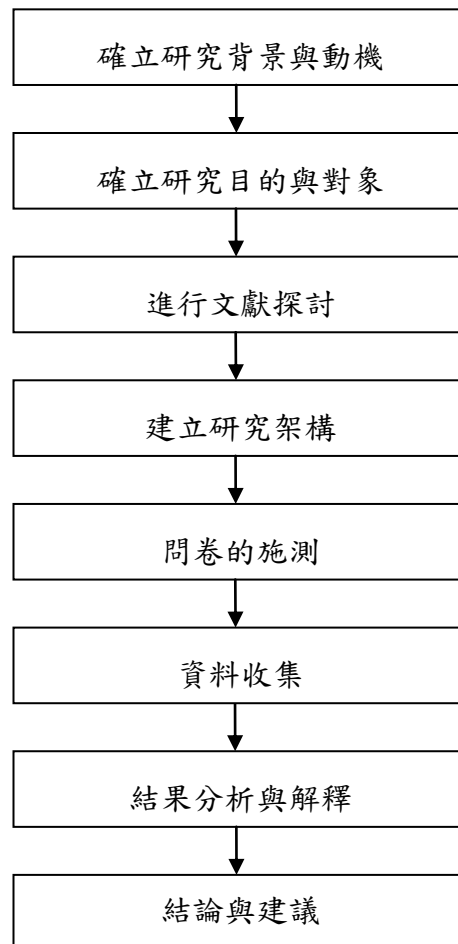 確立研究背景與動機
確立研究目的與對象
進行文獻探討
建立研究架構
問卷的施測
資料收集
結果分析與解釋
結論與建議